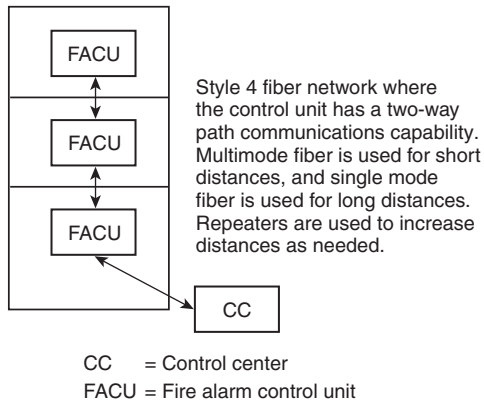 FACU
FACU
FACU
CC
Style 4 fiber network where
the control unit has a two-way
path communications capability.
Multimode fiber is used for short
distances, and single mode
fiber is used for long distances.
Repeaters are used to increase
distances as needed.
CC = Control center
FACU = Fire alarm control unit